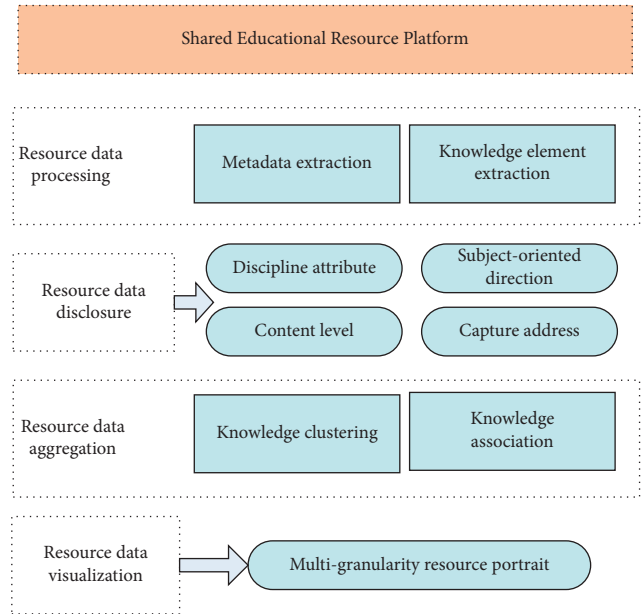 Shared Educational Resource Platform
Resource data
processing
Metadata extraction
Knowledge element
extraction
Resource data
disclosure
Discipline attribute
Subject-oriented
direction
Content level
Capture address
Resource data
aggregation
Knowledge clustering
Knowledge
association
Resource data
visualization
Multi-granularity resource portrait